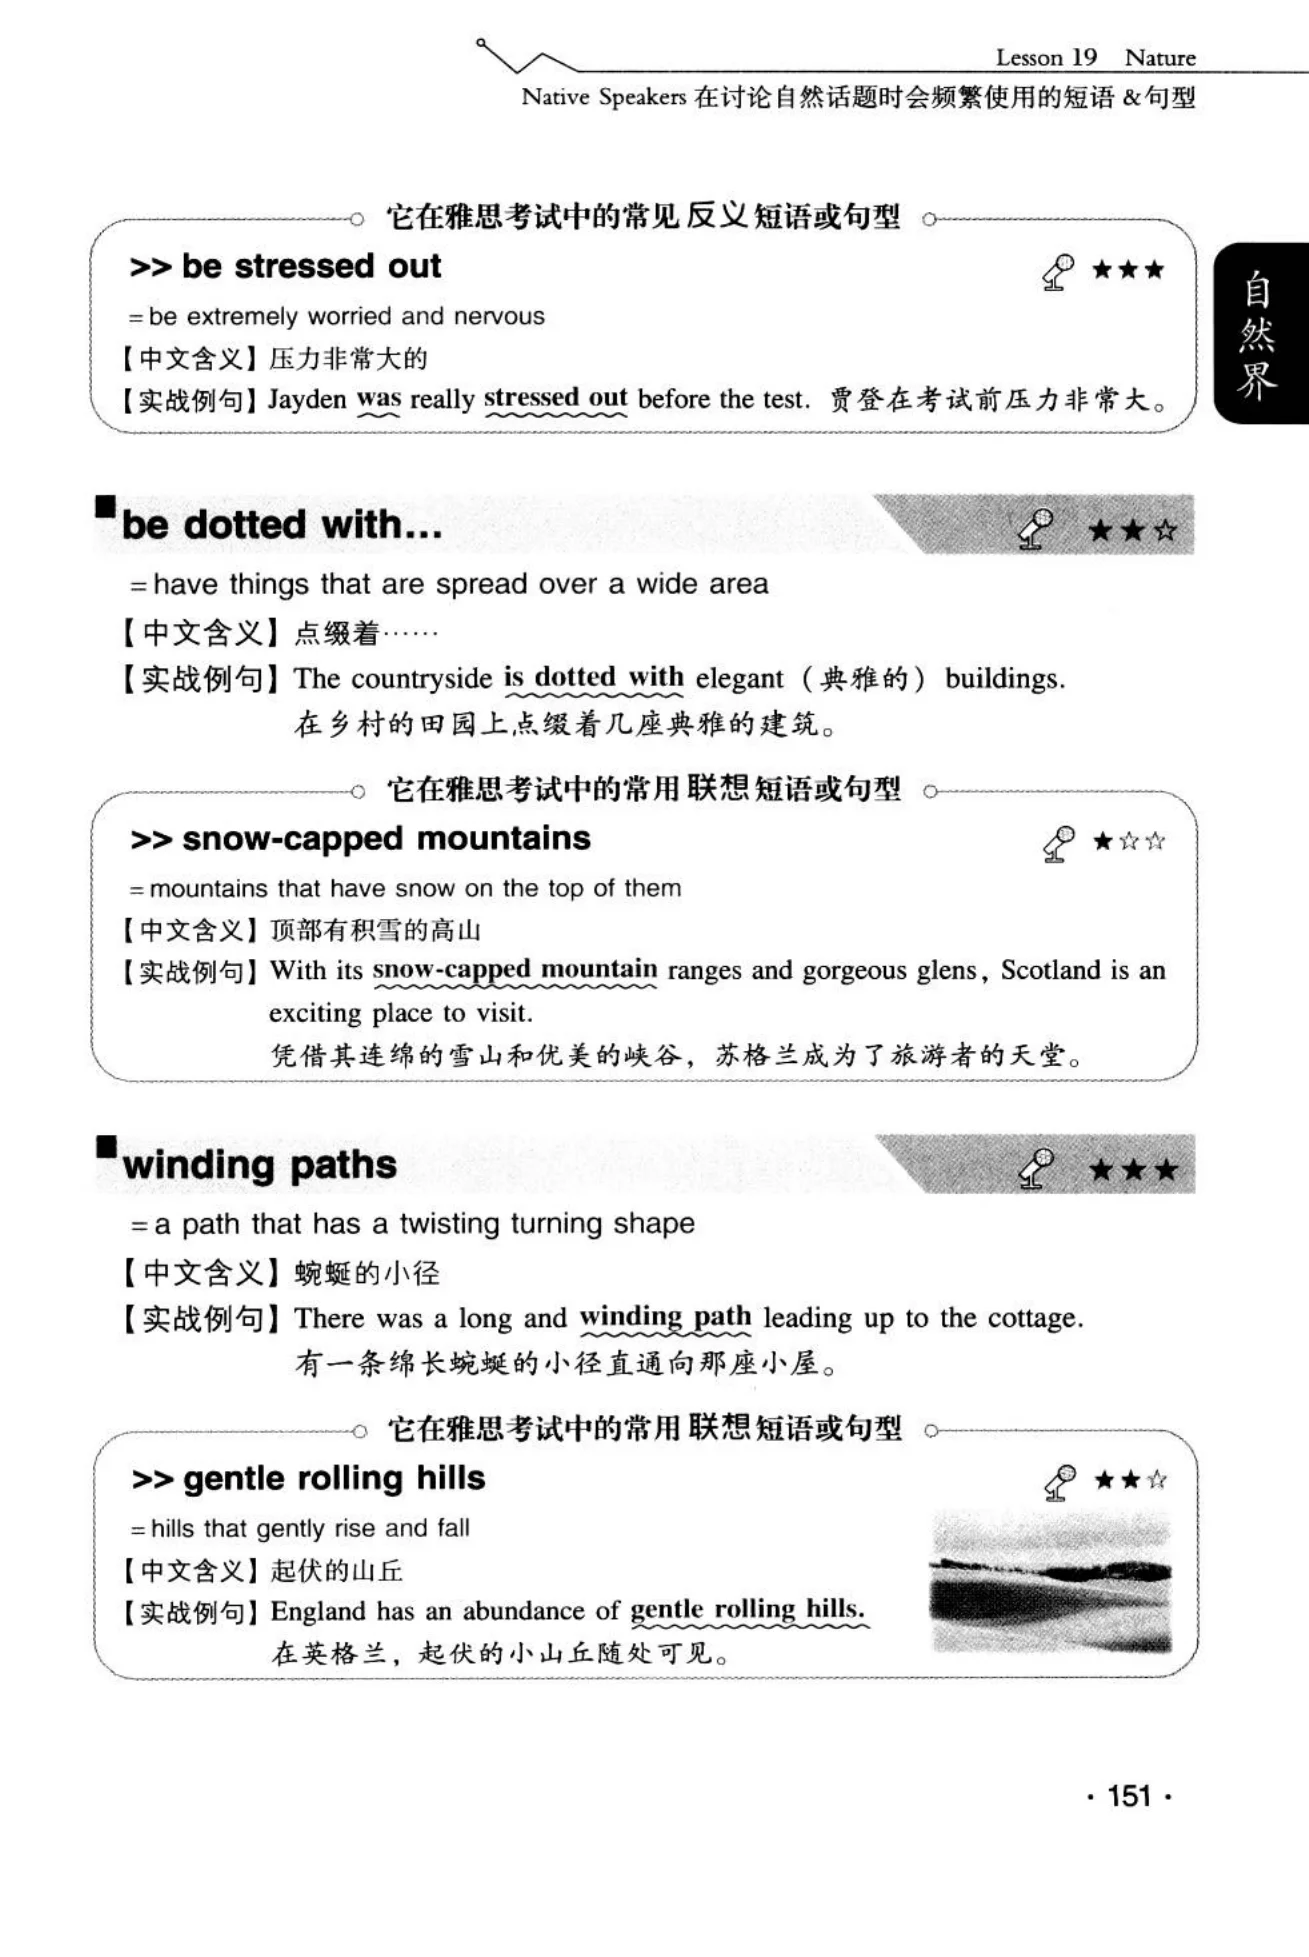 Lesson 19 Nature
Native Speakers 在讨论自然话题时会频繁使用的短语 &句型
它在雅思考试中的常见反义短语或句型
>> be stressed out ★★★
= be extremely worried and nervous
【中文含义】压力非常大的
【实战例句】Jayden was really stressed out before the test. 贾登在考试前压力非常大。
自然界
be dotted with... ★★☆
= have things that are spread over a wide area
【中文含义】点缀着……
【实战例句】The countryside is dotted with elegant（典雅的）buildings.
在乡村的田园上点缀着几座典雅的建筑。
它在雅思考试中的常用联想短语或句型
>> snow-capped mountains ★☆☆
= mountains that have snow on the top of them
【中文含义】顶部有积雪的高山
【实战例句】With its snow-capped mountain ranges and gorgeous glens, Scotland is an
exciting place to visit.
凭借其连绵的雪山和优美的峡谷，苏格兰成为了旅游者的天堂。
winding paths ★★★
= a path that has a twisting turning shape
【中文含义】蜿蜒的小径
【实战例句】There was a long and winding path leading up to the cottage.
有一条绵长蜿蜒的小径直通向那座小屋。
它在雅思考试中的常用联想短语或句型
>> gentle rolling hills ★★☆
= hills that gently rise and fall
【中文含义】起伏的山丘
【实战例句】England has an abundance of gentle rolling hills.
在英格兰，起伏的小山丘随处可见。
· 151 ·